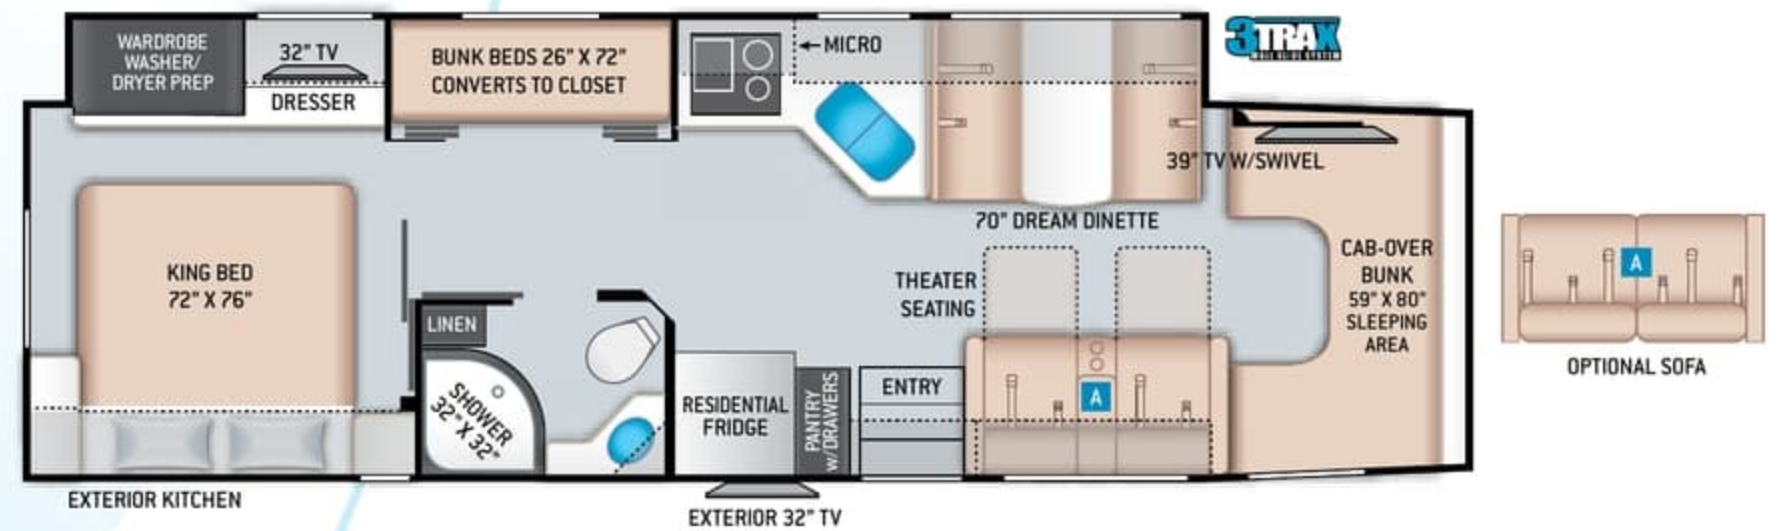 WARDROBE
WASHER/
DRYER PREP
32" TV
DRESSER
BUNK BEDS 26" X 72"
CONVERTS TO CLOSET
MICRO
3TRAX
39" TV W/SWIVEL
70" DREAM DINETTE
KING BED
72" X 76"
THEATER
SEATING
CAB-OVER
BUNK
59" X 80"
SLEEPING
AREA
A
OPTIONAL SOFA
LINEN
SHOWER
32" X 32"
RESIDENTIAL
FRIDGE
PANTRY
W/DRAWERS
ENTRY
A
EXTERIOR KITCHEN
EXTERIOR 32" TV